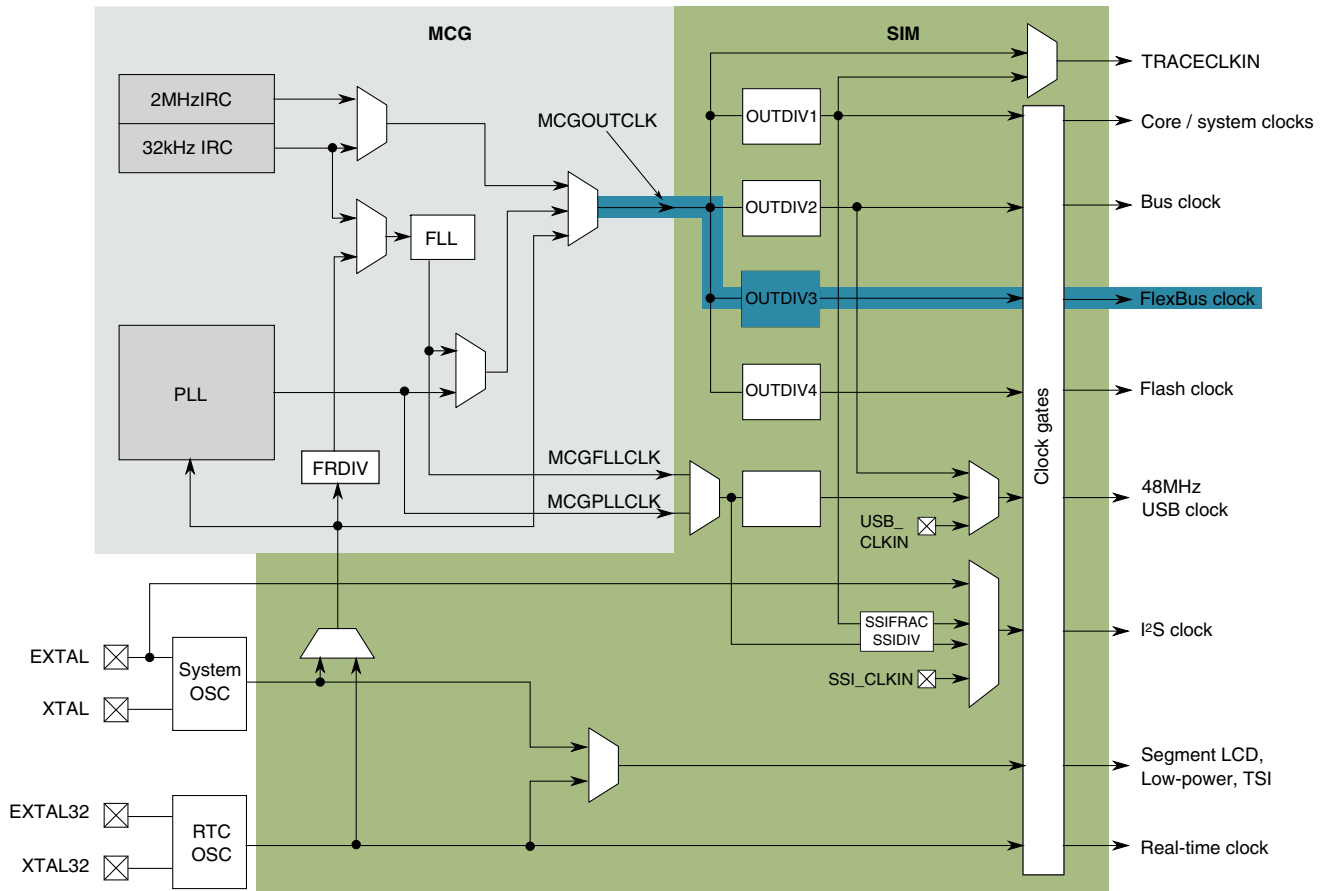 MCG
SIM
2MHzIRC
32kHz IRC
FLL
PLL
FRDIV
MCGOUTCLK
MCGFLLCLK
MCGPLLCLK
OUTDIV1
OUTDIV2
OUTDIV3
OUTDIV4
USB_
CLKIN
SSIFRAC
SSIDIV
SSI_CLKIN
Clock gates
TRACECLKIN
Core / system clocks
Bus clock
FlexBus clock
Flash clock
48MHz
USB clock
I²S clock
Segment LCD,
Low-power, TSI
Real-time clock
EXTAL
XTAL
System
OSC
EXTAL32
XTAL32
RTC
OSC